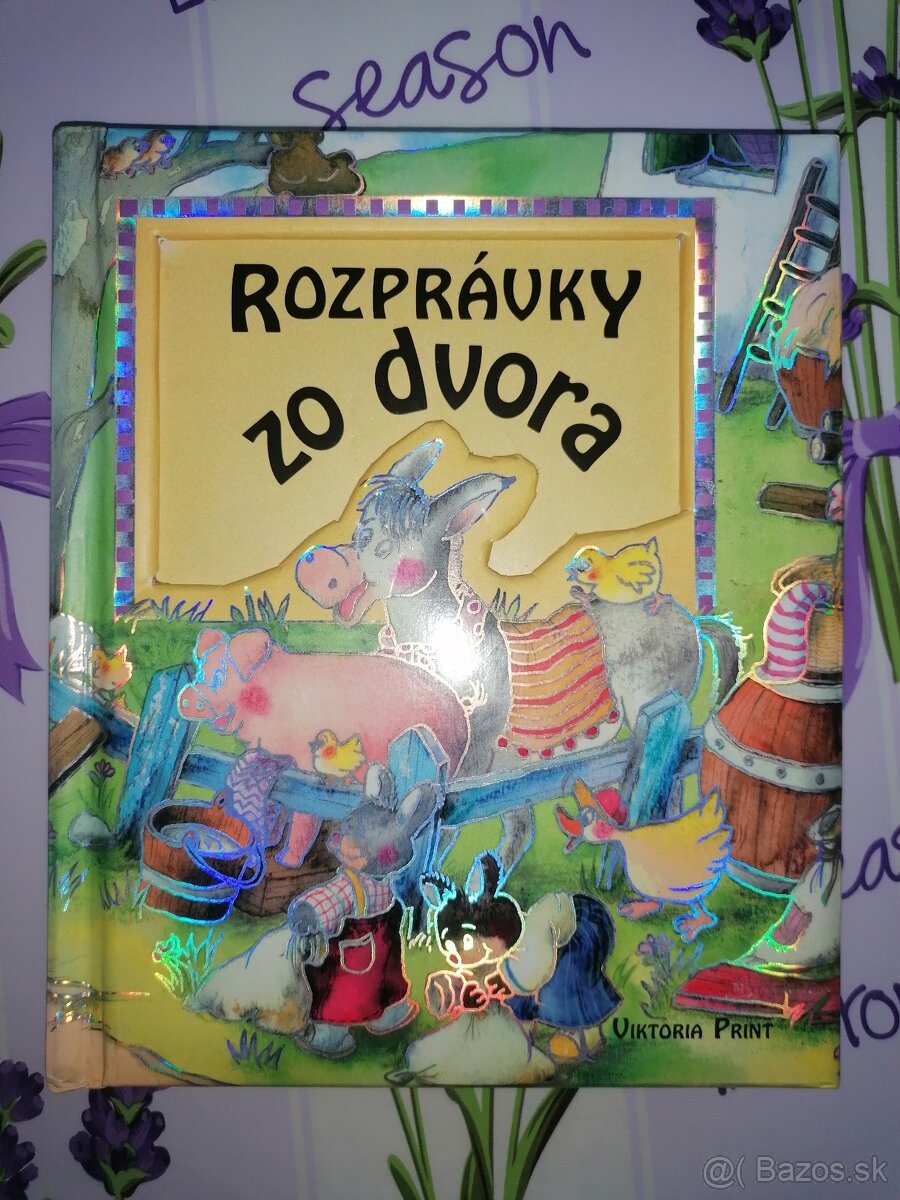 season
ROZPRÁVKY
zo dvora
VIKTORIA PRINT
@( Bazos.sk